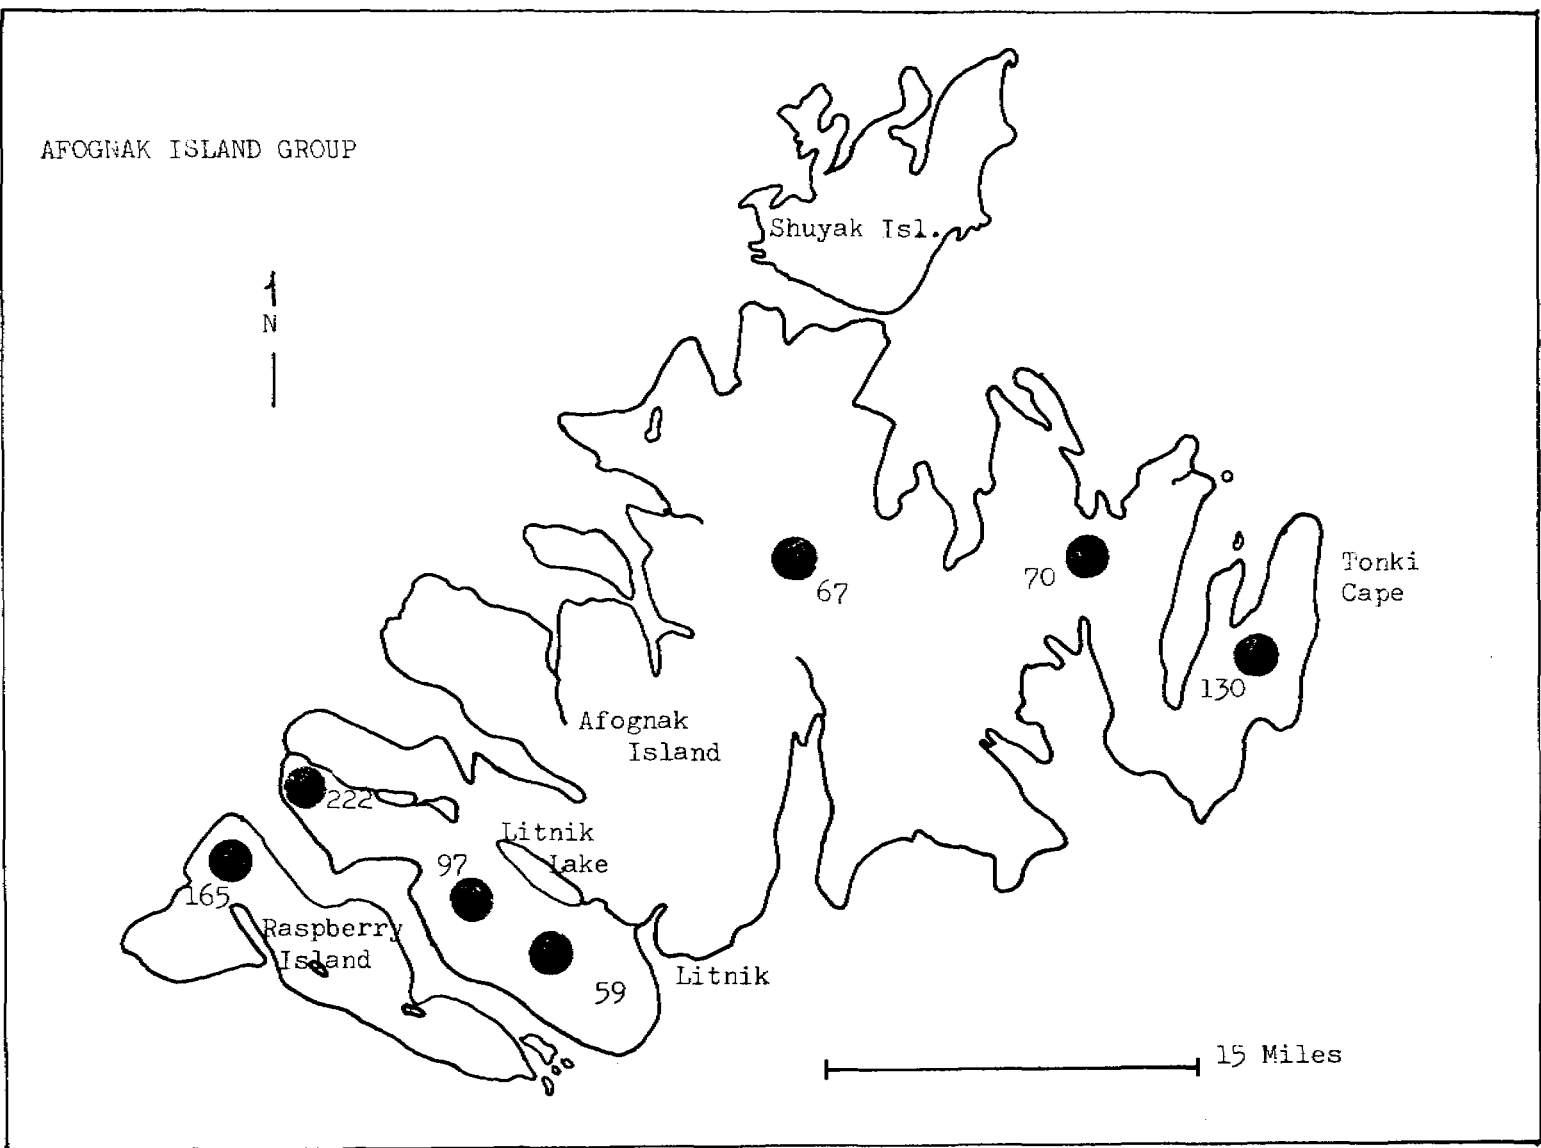 AFOGNAK ISLAND GROUP
Shuyak Isl.
N
67
70
Tonki
Cape
130
Afognak
Island
222
Litnik
Lake
97
165
Raspberry
Island
59
Litnik
15 Miles